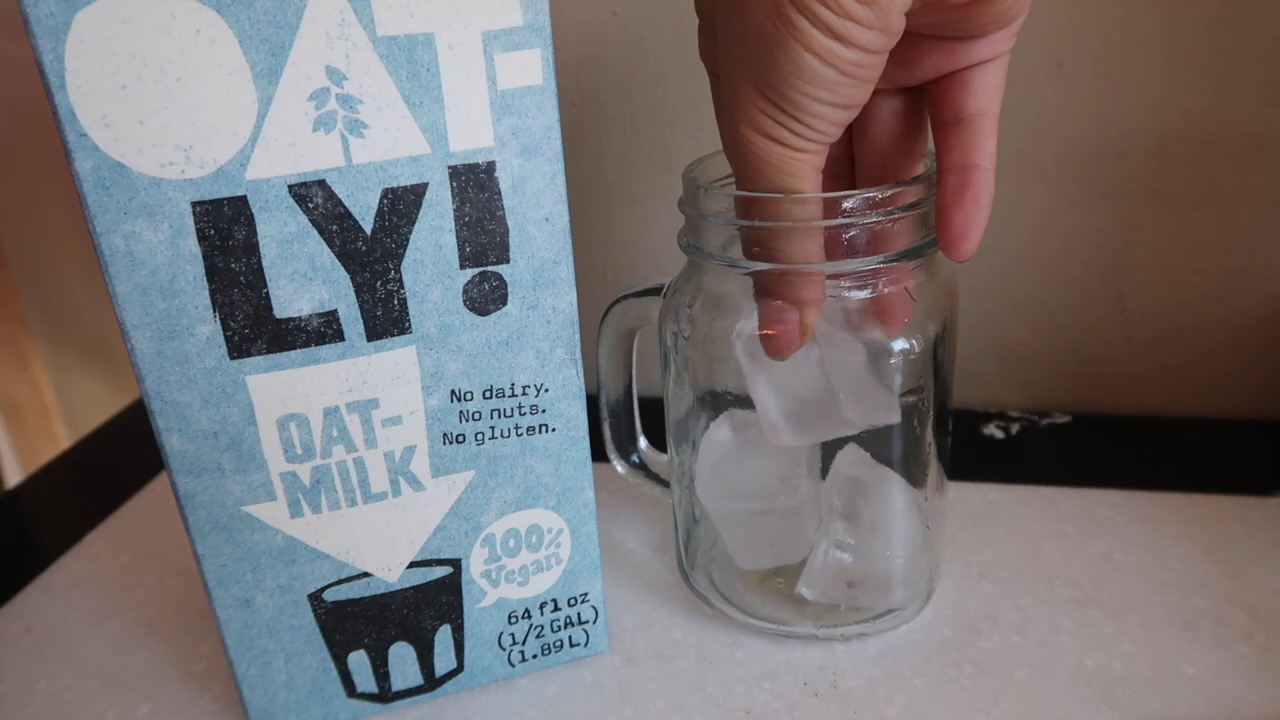 OAT-
LY!
No dairy.
No nuts.
No gluten.
OAT-
MILK
100%
Vegan
64 fl oz
(1/2 GAL)
(1.89 L)